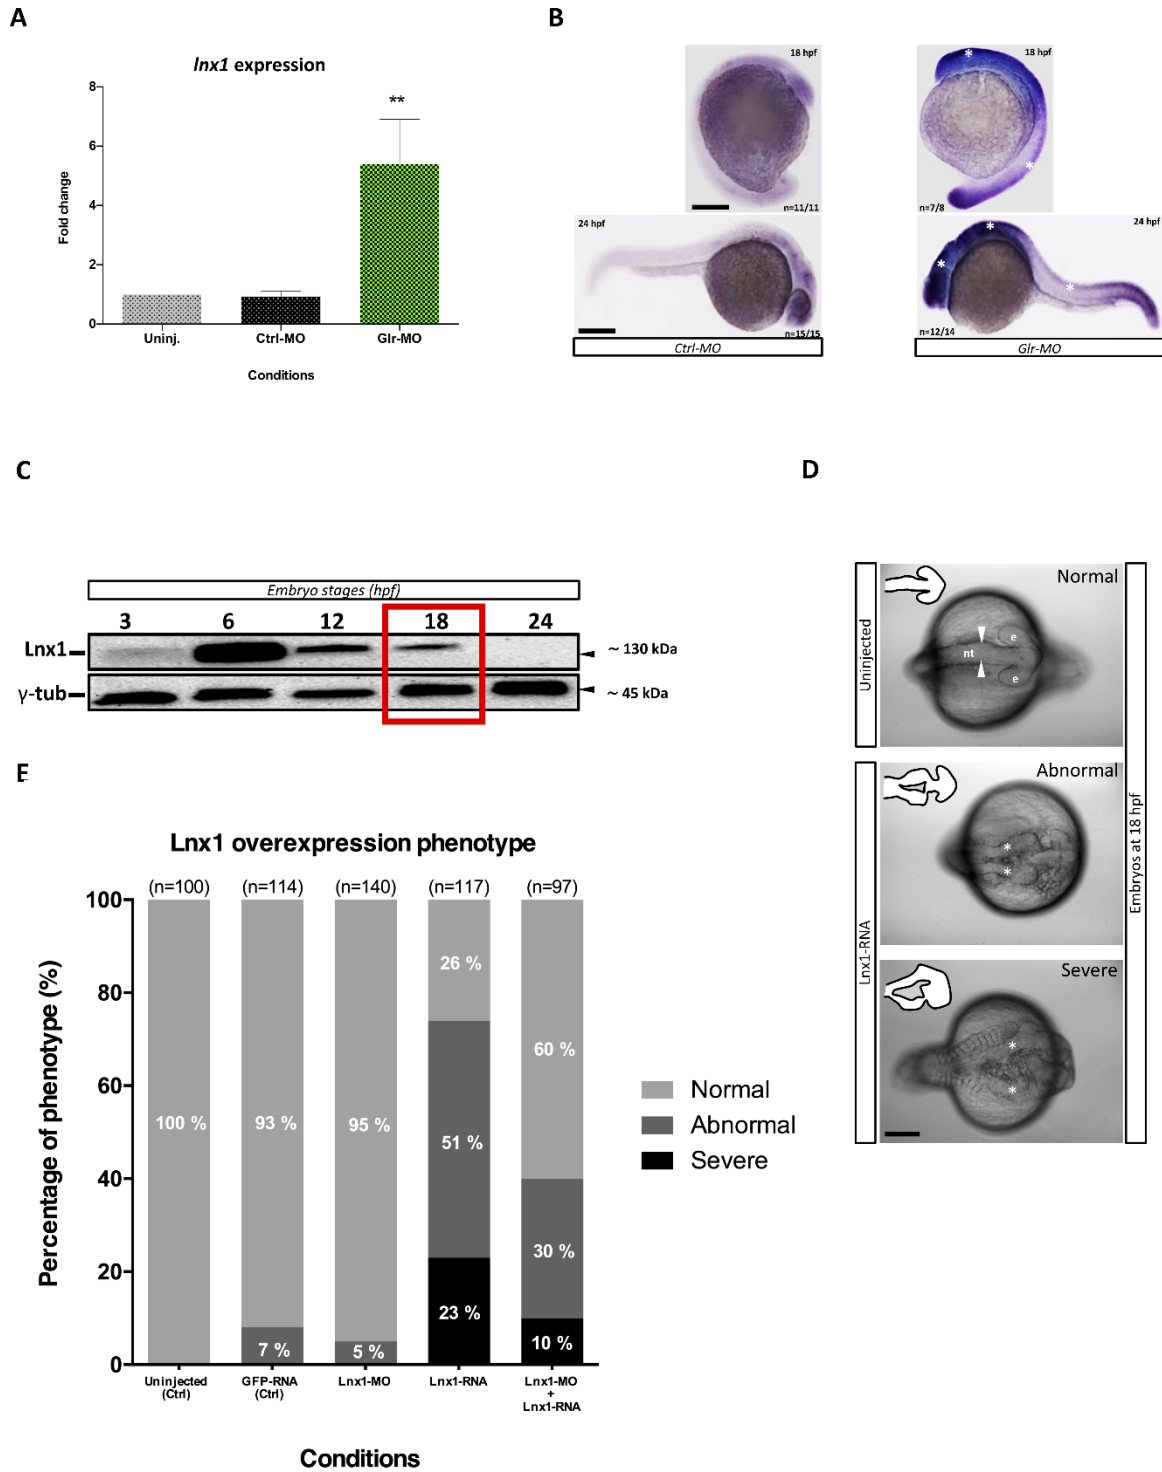 A
lnx1 expression
8
6
4
2
0
Fold change
**
Uninj.
Ctrl-MO
Glr-MO
Conditions
B
18 hpf
n=11/11
24 hpf
n=15/15
Ctrl-MO
*
18 hpf
*
n=7/8
*
24 hpf
*
*
n=12/14
Glr-MO
C
Embryo stages (hpf)
3 6 12 18 24
Lnx1
~ 130 kDa
γ-tub
~ 45 kDa
D
Uninjected
Normal
e
nt
e
Lnx1-RNA
Abnormal
*
*
Severe
*
*
Embryos at 18 hpf
E
Lnx1 overexpression phenotype
(n=100) (n=114) (n=140) (n=117) (n=97)
100
80
60
40
20
0
Percentage of phenotype (%)
100 %
93 %
7 %
95 %
5 %
26 %
51 %
23 %
60 %
30 %
10 %
Uninjected
(Ctrl)
GFP-RNA
(Ctrl)
Lnx1-MO
Lnx1-RNA
Lnx1-MO
+
Lnx1-RNA
Conditions
Normal
Abnormal
Severe